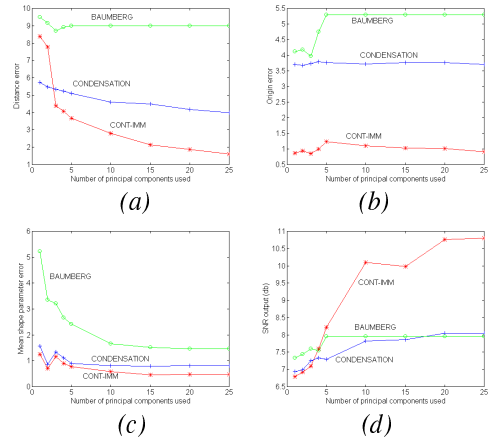 10
9
8
7
6
5
4
3
2
1
0
Distance error
BAUMBERG
CONDENSATION
CONT-IMM
0 5 10 15 20 25
Number of principal components used
(a)
5.5
5
4.5
4
3.5
3
2.5
2
1.5
1
0.5
Origin error
BAUMBERG
CONDENSATION
CONT-IMM
0 5 10 15 20 25
Number of principal components used
(b)
6
5
4
3
2
1
0
Mean shape parameter error
BAUMBERG
CONDENSATION
CONT-IMM
0 5 10 15 20 25
Number of principal components used
(c)
11
10.5
10
9.5
9
8.5
8
7.5
7
6.5
SNR output (db)
CONT-IMM
BAUMBERG
CONDENSATION
0 5 10 15 20 25
Number of principal components used
(d)